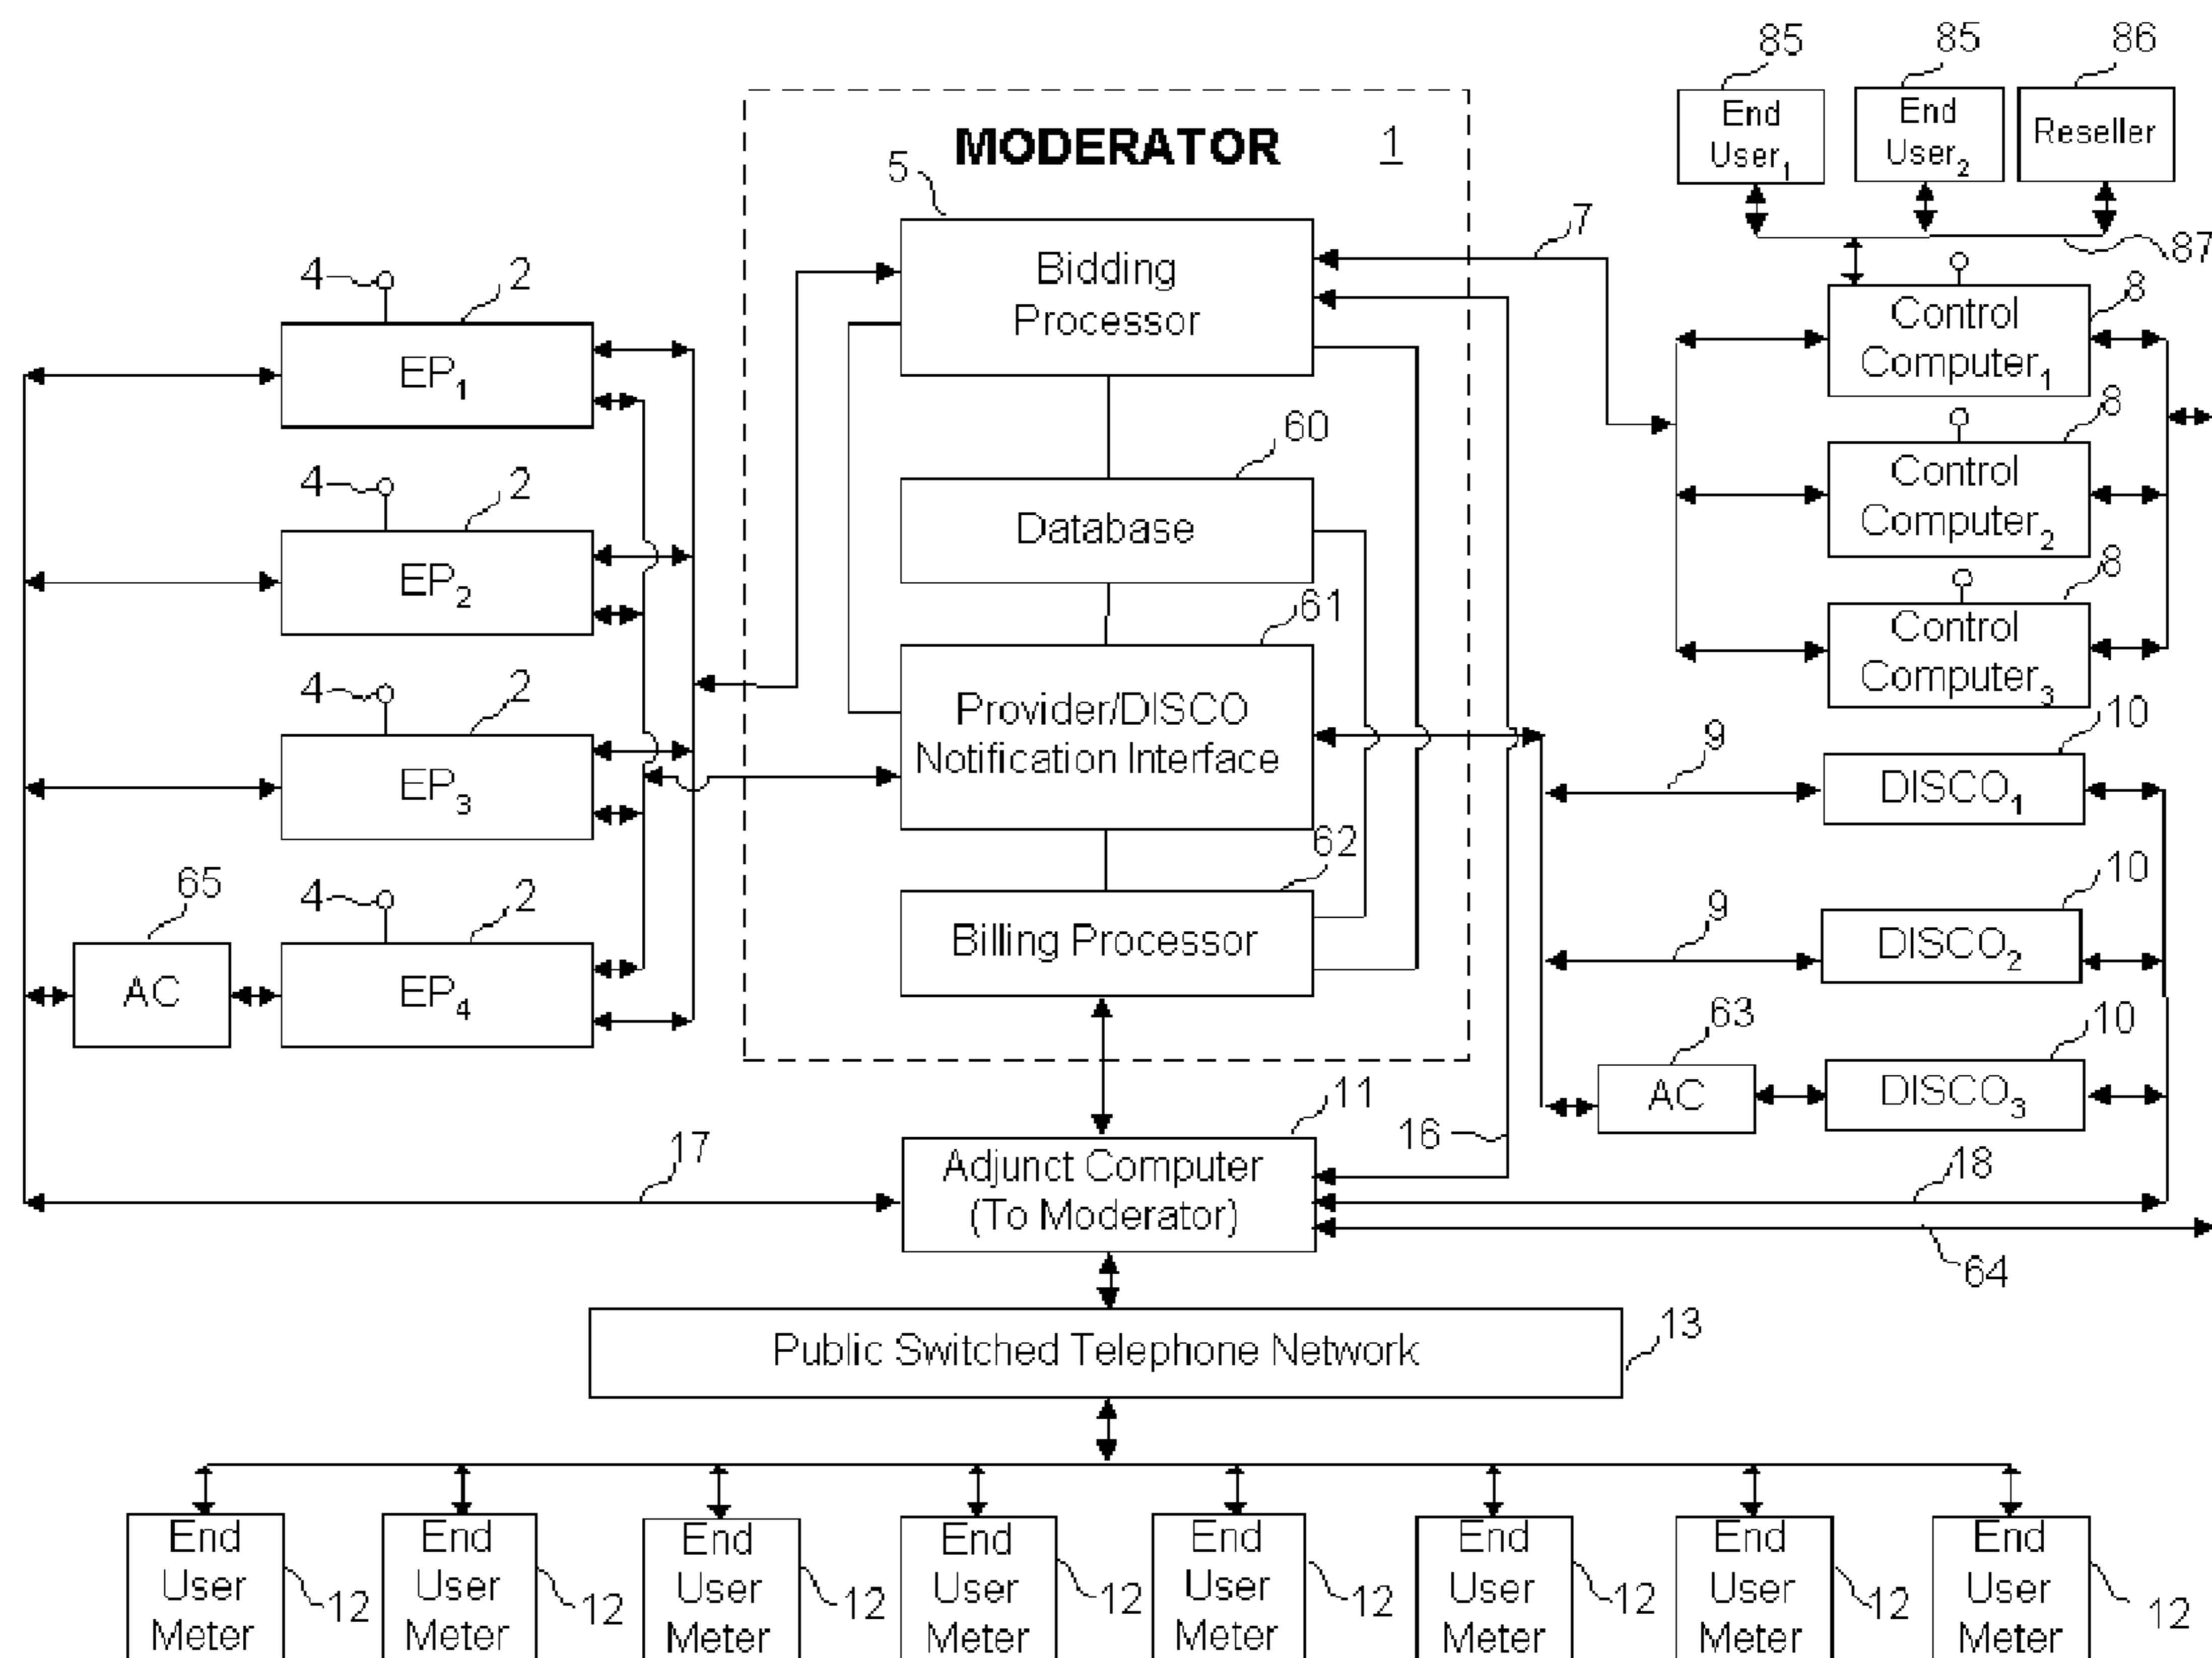 85
85
86
End
User1
End
User2
Reseller
87
MODERATOR 1
5
Bidding
Processor
7
4
2
EP1
4
2
EP2
4
2
EP3
4
2
EP4
65
AC
60
Database
61
Provider/DISCO
Notification Interface
62
Billing Processor
8
Control
Computer1
8
Control
Computer2
8
Control
Computer3
9
10
DISCO1
9
10
DISCO2
63
AC
10
DISCO3
11
Adjunct Computer
(To Moderator)
16
17
18
64
Public Switched Telephone Network
13
End
User
Meter
12
End
User
Meter
12
End
User
Meter
12
End
User
Meter
12
End
User
Meter
12
End
User
Meter
12
End
User
Meter
12
End
User
Meter
12